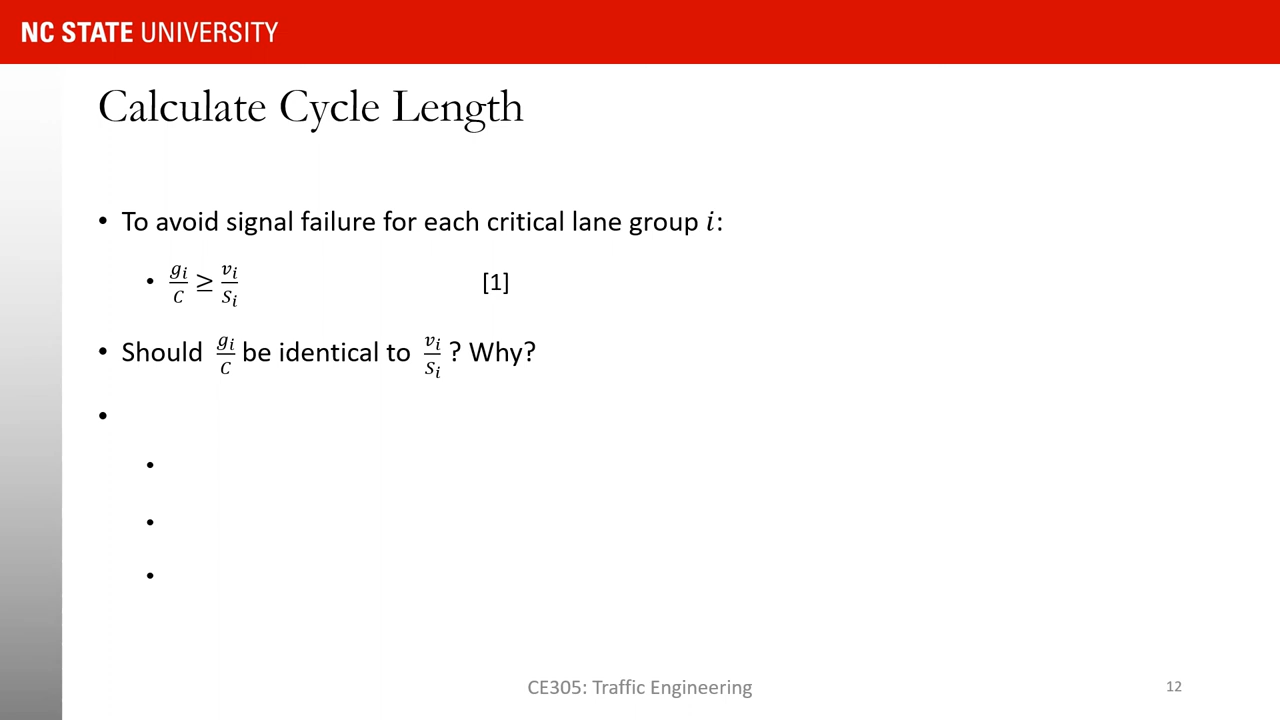 NC STATE UNIVERSITY
Calculate Cycle Length
• To avoid signal failure for each critical lane group i:
• g_i/C ≥ v_i/S_i [1]
• Should g_i/C be identical to v_i/S_i ? Why?
•
•
•
•
CE305: Traffic Engineering 12